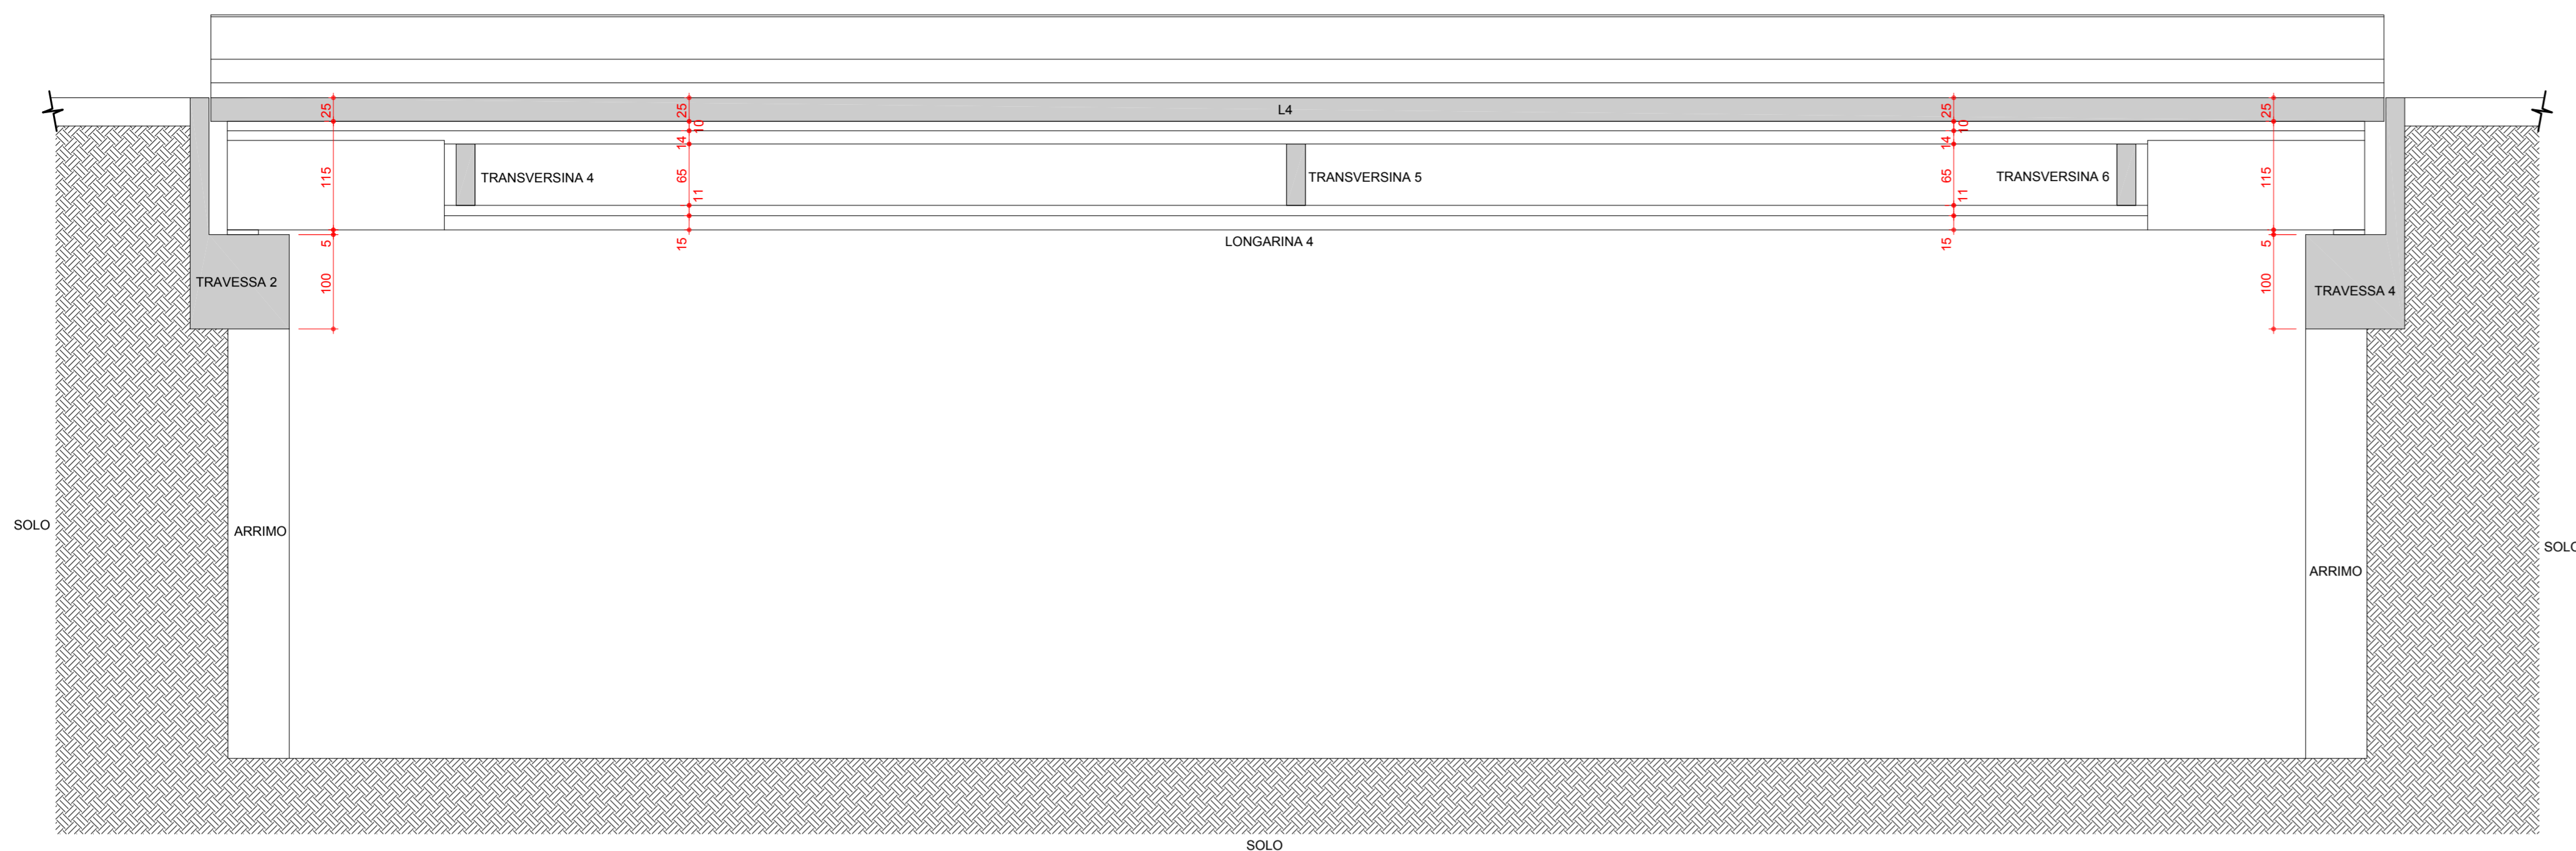 25
25
L4
25
25
10
10
14
14
115
TRANSVERSINA 4
65
TRANSVERSINA 5
TRANSVERSINA 6
65
115
11
11
5
15
LONGARINA 4
15
5
TRAVESSA 2
100
100
TRAVESSA 4
SOLO
ARRIMO
SOLO
ARRIMO
SOLO